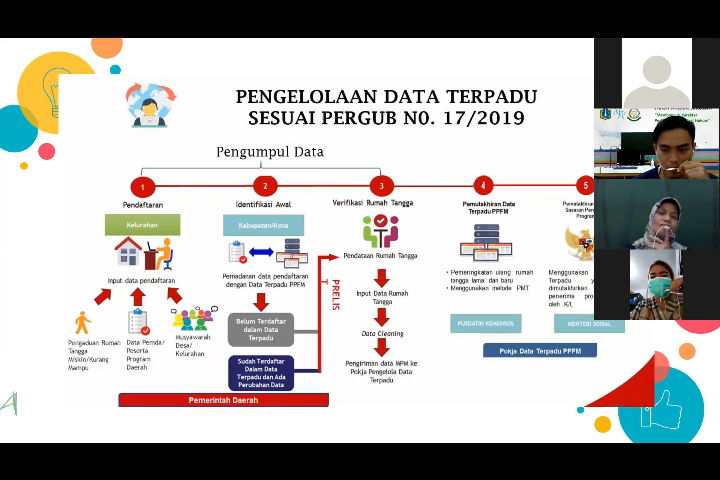 PENGELOLAAN DATA TERPADU
SESUAI PERGUB N0. 17/2019
Pengumpul Data
1
2
3
4
5
Pendaftaran
Identifikasi Awal
Verifikasi Rumah Tangga
Pemutakhiran Data
Terpadu PPFM
Pemutakhiran
Sasaran
Program
Kelurahan
Kabupaten/Kota
Input data pendaftaran
Pemadanan data pendaftaran
dengan Data Terpadu PPFM
Pendataan Rumah Tangga
• Pemeringkatan ulang rumah
tangga lama dan baru
• Menggunakan metode PMT
Menggunakan
Terpadu
dimutakhirkan
penerima
oleh K/L
PRELIS
T
Input Data Rumah
Tangga
Belum Terdaftar
dalam Data
Terpadu
Data Cleaning
PUSDATIN KEMENSOS
MENTERI SOSIAL
Pengaduan Rumah
Tangga
Miskin/Kurang
Mampu
Data Pemda/
Peserta
Program
Daerah
Musyawarah
Desa/
Kelurahan
Sudah Terdaftar
Dalam Data
Terpadu dan Ada
Perubahan Data
Pengiriman data MPM ke
Pokja Pengelola Data
Terpadu
Pokja Data Terpadu PPFM
Pemerintah Daerah